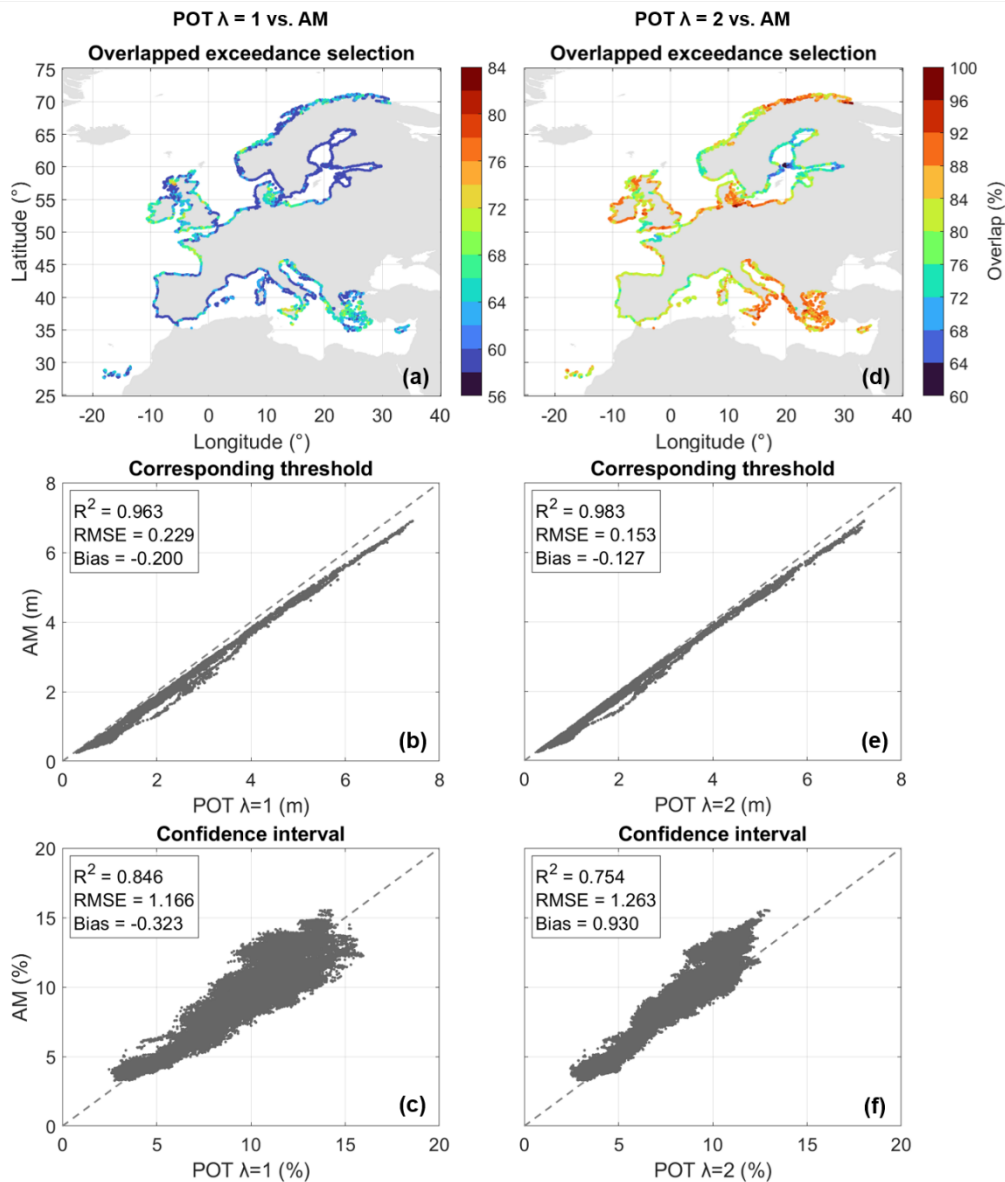 POT λ = 1 vs. AM
POT λ = 2 vs. AM
Overlapped exceedance selection
75
70
65
60
55
50
45
40
35
30
25
Latitude (°)
-20 -10 0 10 20 30 40
Longitude (°)
(a)
84
80
76
72
68
64
60
56
Overlapped exceedance selection
-20 -10 0 10 20 30 40
Longitude (°)
(d)
100
96
92
88
84
80
76
72
68
64
60
Overlap (%)
Corresponding threshold
8
6
4
2
0
AM (m)
R² = 0.963
RMSE = 0.229
Bias = -0.200
(b)
0 2 4 6 8
POT λ=1 (m)
Corresponding threshold
R² = 0.983
RMSE = 0.153
Bias = -0.127
(e)
0 2 4 6 8
POT λ=2 (m)
Confidence interval
20
15
10
5
0
AM (%)
R² = 0.846
RMSE = 1.166
Bias = -0.323
(c)
0 5 10 15 20
POT λ=1 (%)
Confidence interval
R² = 0.754
RMSE = 1.263
Bias = 0.930
(f)
0 5 10 15 20
POT λ=2 (%)